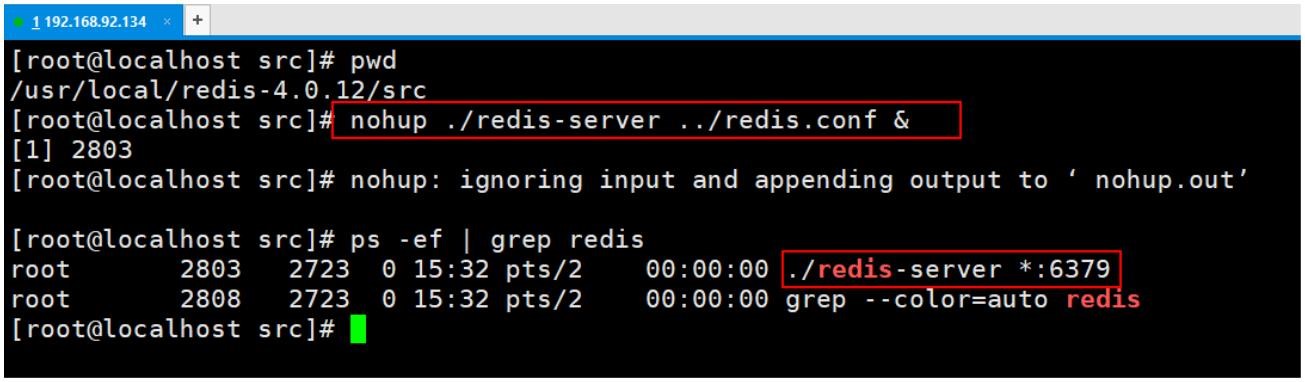 1 192.168.92.134 × +
[root@localhost src]# pwd
/usr/local/redis-4.0.12/src
[root@localhost src]# nohup ./redis-server ../redis.conf &
[1] 2803
[root@localhost src]# nohup: ignoring input and appending output to ‘ nohup.out’
[root@localhost src]# ps -ef | grep redis
root 2803 2723 0 15:32 pts/2 00:00:00 ./redis-server *:6379
root 2808 2723 0 15:32 pts/2 00:00:00 grep --color=auto redis
[root@localhost src]#